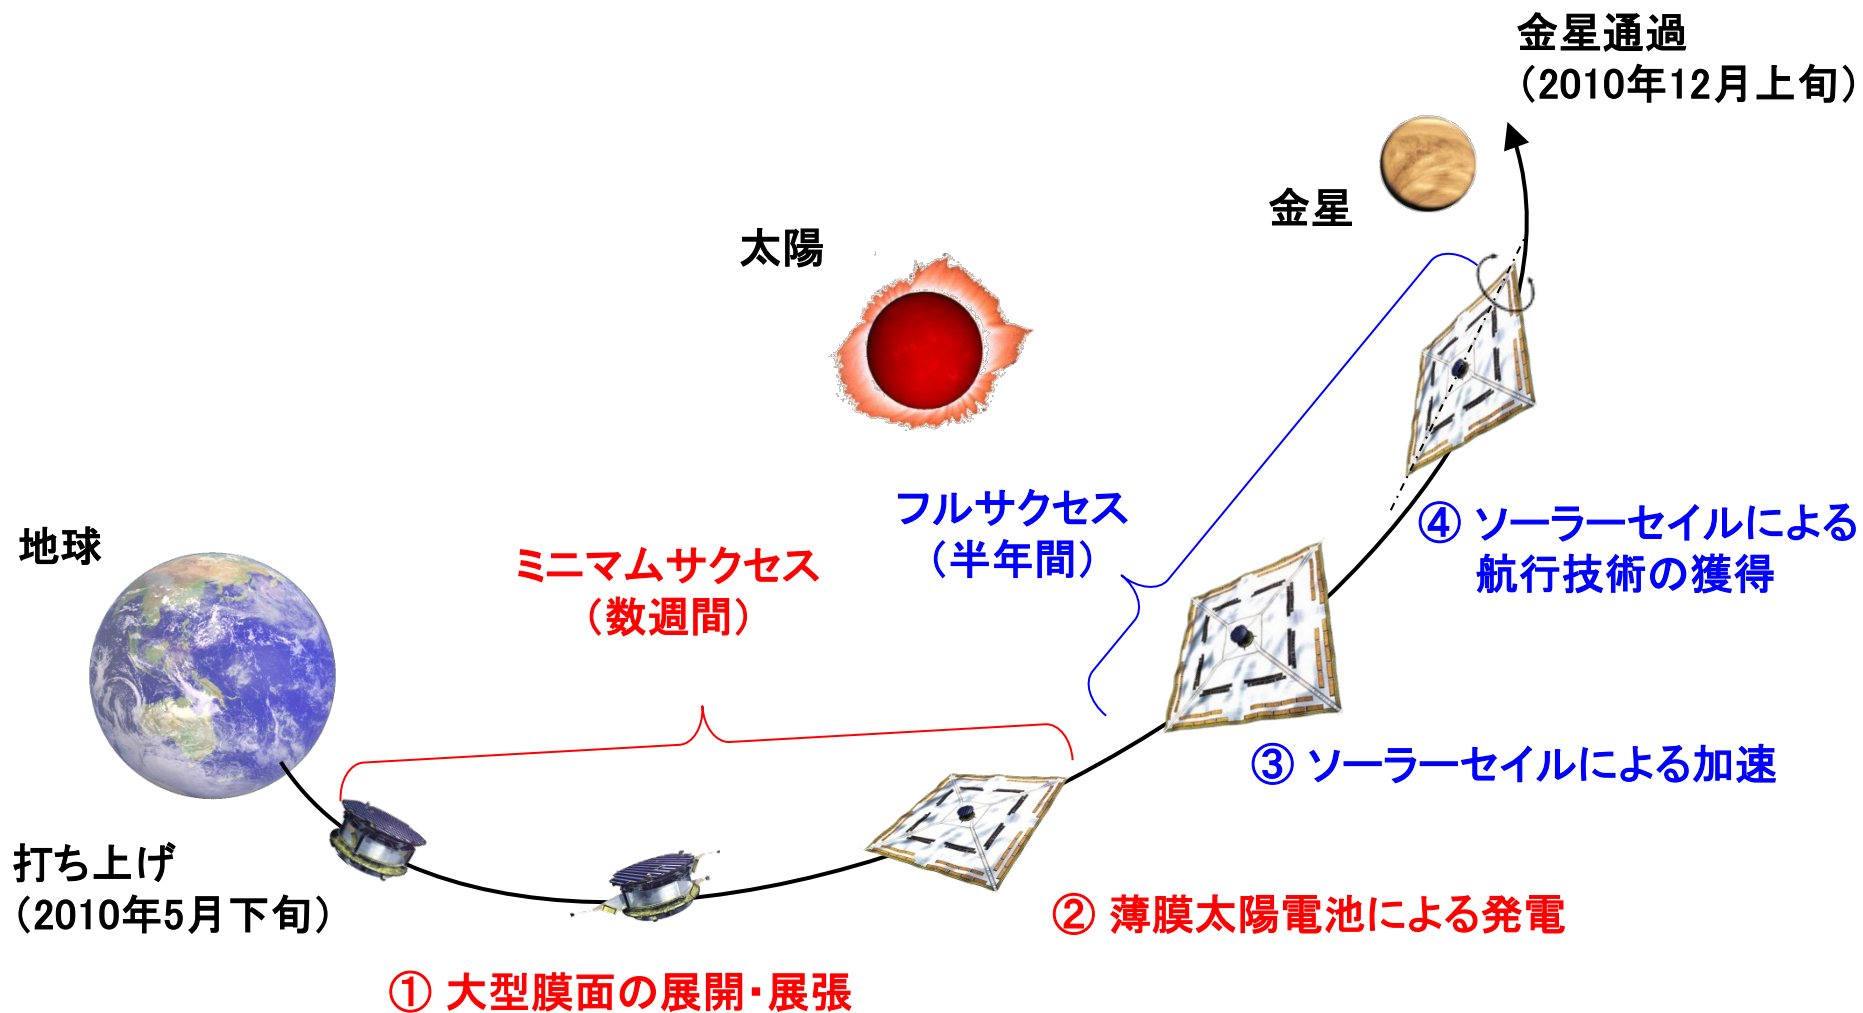 金星通過
（2010年12月上旬）
金星
太陽
フルサクセス
（半年間）
④ ソーラーセイルによる
航行技術の獲得
地球
ミニマムサクセス
（数週間）
③ ソーラーセイルによる加速
打ち上げ
（2010年5月下旬）
② 薄膜太陽電池による発電
① 大型膜面の展開・展張